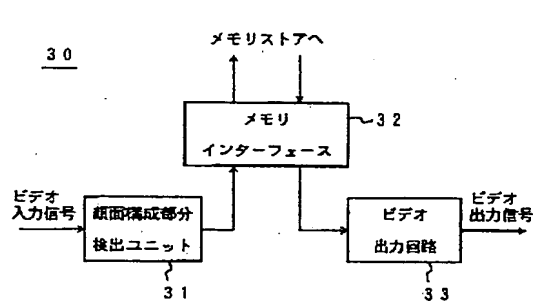 メモリストアへ
30
メモリ
インターフェース
32
ビデオ
入力信号
顔面構成部分
検出ユニット
31
ビデオ
出力回路
33
ビデオ
出力信号